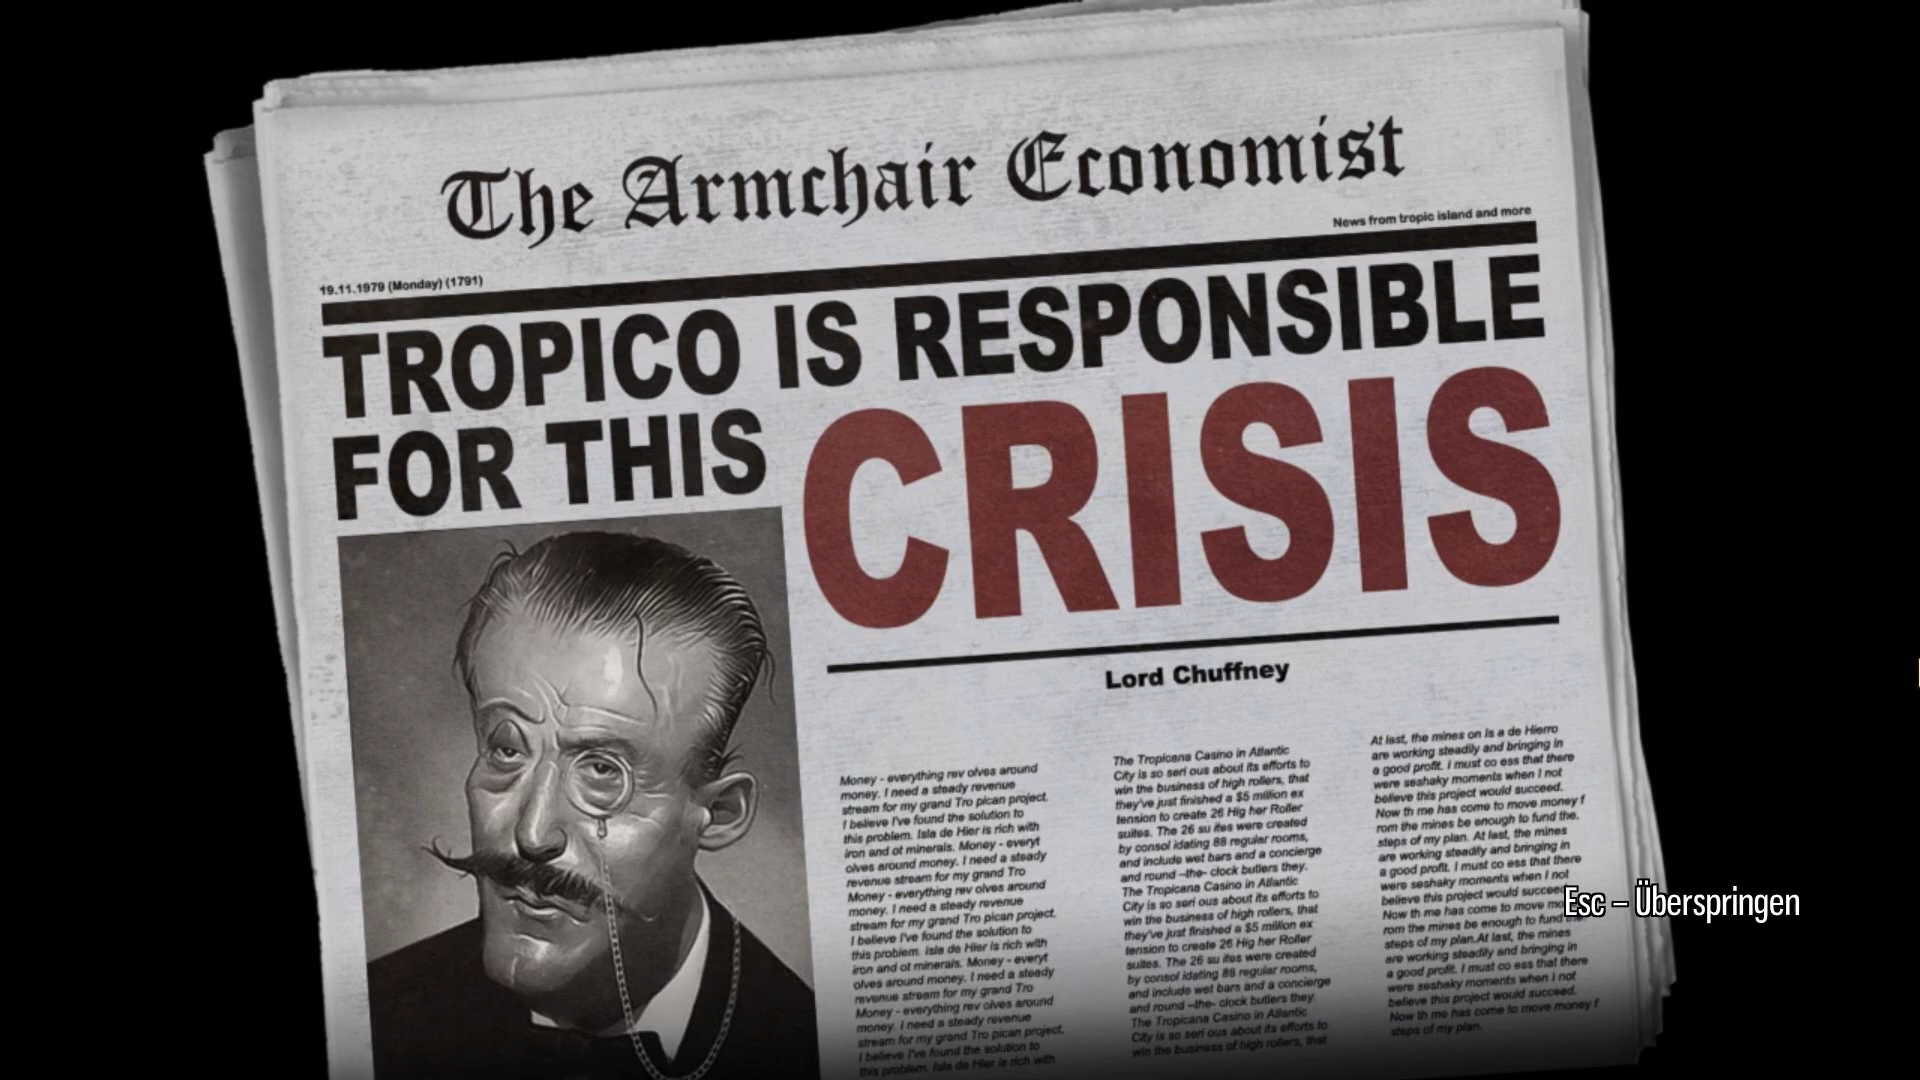 The Armchair Economist
News from tropic island and more
19.11.1979 (Monday) (1791)
TROPICO IS RESPONSIBLE
FOR THIS
CRISIS
Lord Chuffney
Money - everything rev olves around
money. I need a steady revenue
stream for my grand Tro pican project.
I believe I've found the solution to
this problem. Isla de Hier is rich with
iron and ot minerals. Money - everyt
olves around money. I need a steady
revenue stream for my grand Tro
Money - everything rev olves around
money. I need a steady revenue
stream for my grand Tro pican project.
I believe I've found the solution to
this problem. Isla de Hier is rich with
iron and ot minerals. Money - everyt
olves around money. I need a steady
revenue stream for my grand Tro
Money - everything rev olves around
money. I need a steady revenue
stream for my grand Tro pican project.
I believe I've found the solution to
this problem. Isla de Hier is rich with
The Tropicana Casino in Atlantic
City is so seri ous about its efforts to
win the business of high rollers, that
they've just finished a $5 million ex
tension to create 26 Hig her Roller
suites. The 26 su ites were created
by consol idating 88 regular rooms,
and include wet bars and a concierge
and round –the- clock butlers they.
The Tropicana Casino in Atlantic
City is so seri ous about its efforts to
win the business of high rollers, that
they've just finished a $5 million ex
tension to create 26 Hig her Roller
suites. The 26 su ites were created
by consol idating 88 regular rooms,
and include wet bars and a concierge
and round –the- clock butlers they.
The Tropicana Casino in Atlantic
City is so seri ous about its efforts to
win the business of high rollers, that
At last, the mines on Is a de Hierro
are working steadily and bringing in
a good profit. I must co ess that there
were seshaky moments when I not
believe this project would succeed.
Now th me has come to move money f
rom the mines be enough to fund the.
steps of my plan. At last, the mines
are working steadily and bringing in
a good profit. I must co ess that there
were seshaky moments when I not
believe this project would
Now th me has come to move
rom the mines be enough to fund
steps of my plan.At last, the mines
are working steadily and bringing in
a good profit. I must co ess that there
were seshaky moments when I not
believe this project would succeed.
Now th me has come to move money f
steps of my plan.
Esc – Überspringen